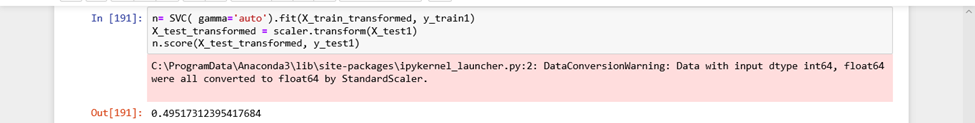 In [191]: n= SVC( gamma='auto').fit(X_train_transformed, y_train1)
X_test_transformed = scaler.transform(X_test1)
n.score(X_test_transformed, y_test1)
C:\ProgramData\Anaconda3\lib\site-packages\ipykernel_launcher.py:2: DataConversionWarning: Data with input dtype int64, float64
were all converted to float64 by StandardScaler.
Out[191]: 0.49517312395417684